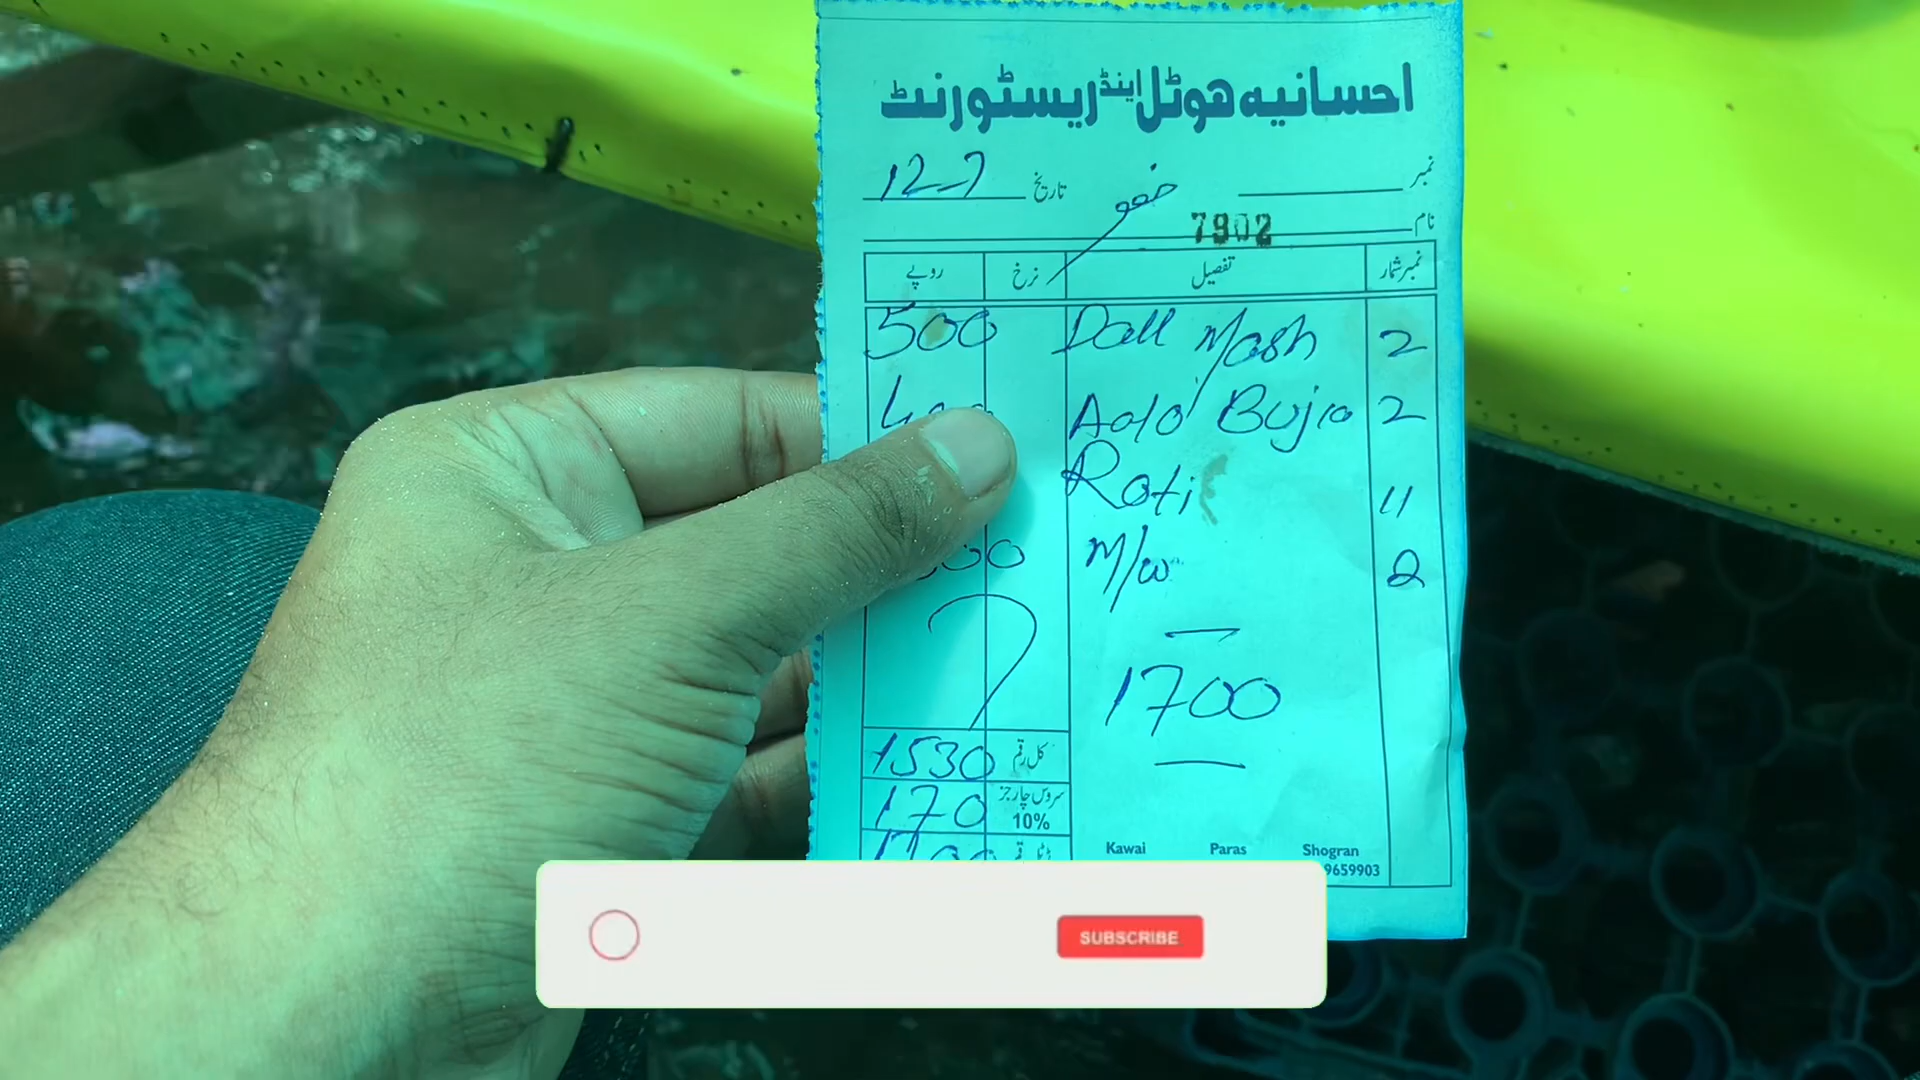 احسانیہ ہوٹل اینڈ ریسٹورنٹ
نمبر
تاریخ 12-7
نام 7902
نمبر شمار تفصیل نرخ روپے
2 Dall Mash 500
2 Aalo Bujia
11 Roti
2 M/w
1700
کل رقم 1530
سروس چارجز 10% 170
Kawai Paras Shogran
9659903
SUBSCRIBE